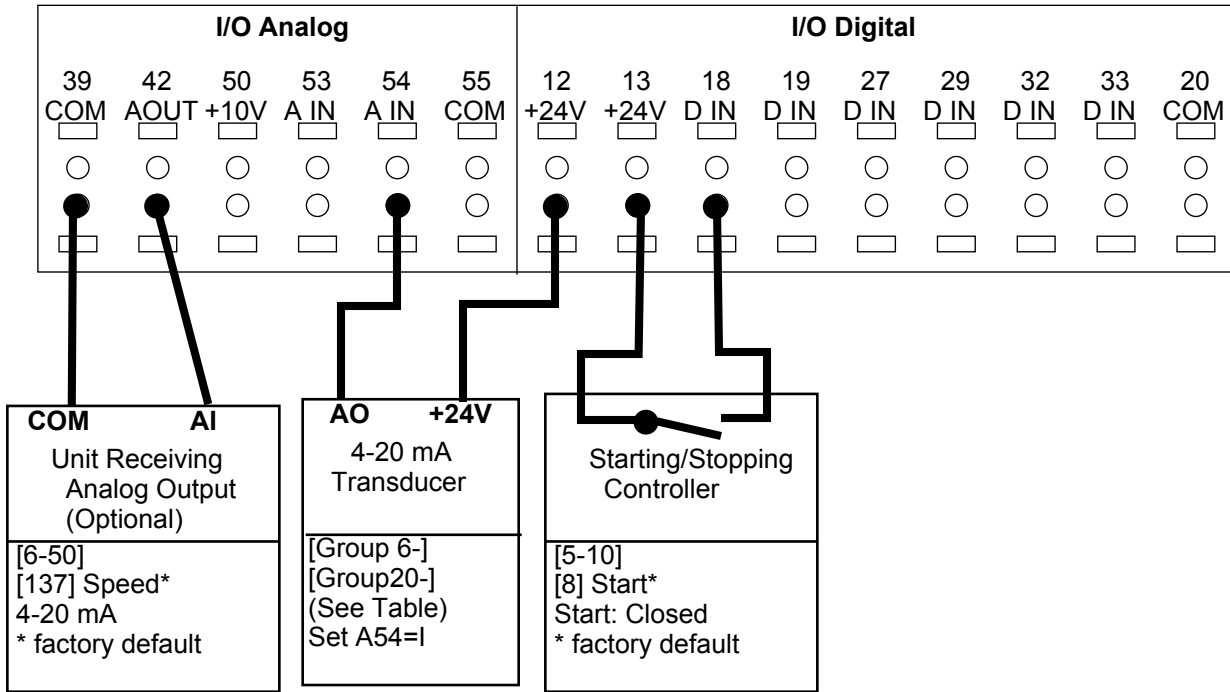 I/O Analog I/O Digital
39 42 50 53 54 55 12 13 18 19 27 29 32 33 20
COM AOUT +10V A IN A IN COM +24V +24V D IN D IN D IN D IN D IN D IN COM
COM AI
Unit Receiving
Analog Output
(Optional)
[6-50]
[137] Speed*
4-20 mA
* factory default
AO +24V
4-20 mA
Transducer
[Group 6-]
[Group20-]
(See Table)
Set A54=I
Starting/Stopping
Controller
[5-10]
[8] Start*
Start: Closed
* factory default